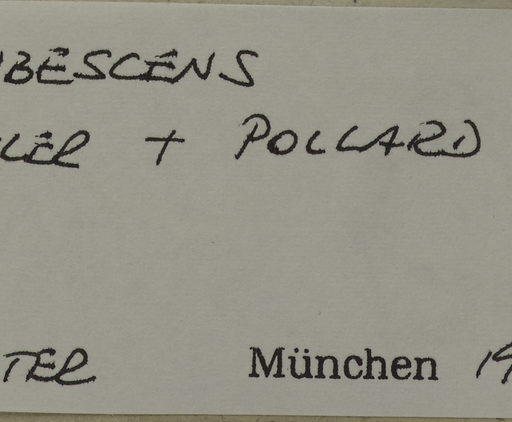 BESCENS
LER + POLLARD
TER München 19